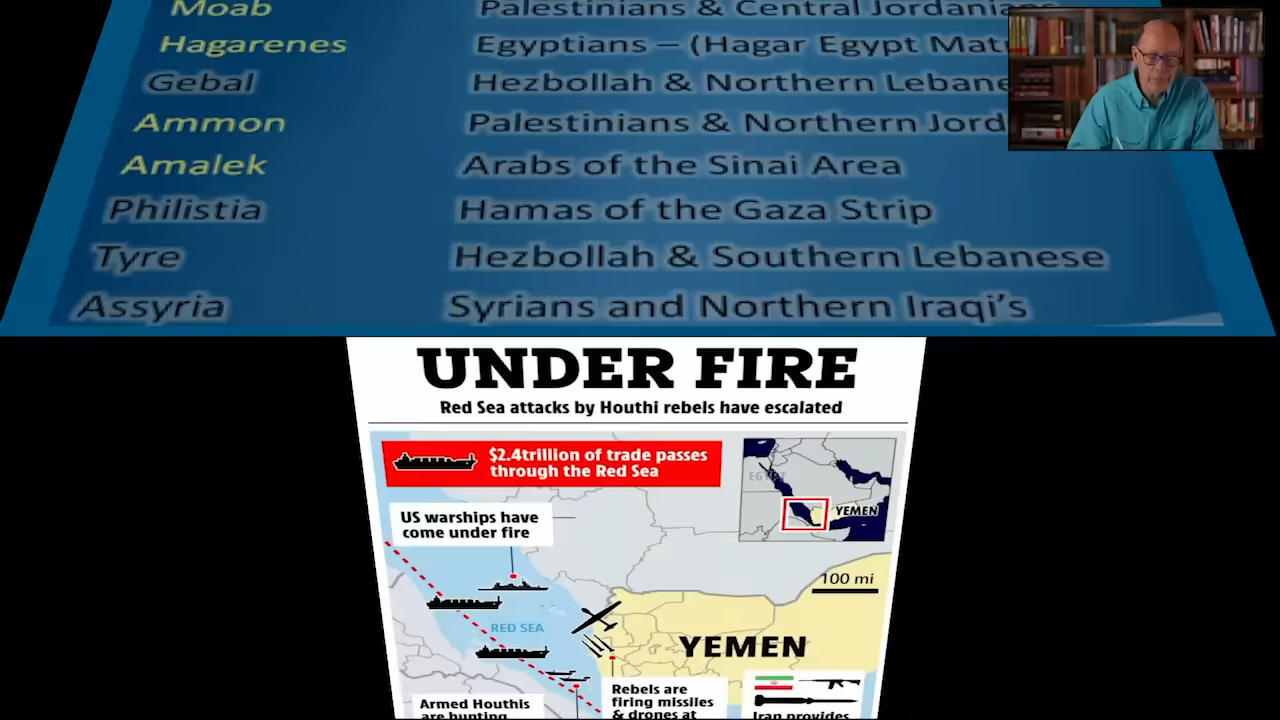 Moab Palestinians & Central Jordanians
Hagarenes Egyptians – (Hagar Egypt
Gebal Hezbollah & Northern
Ammon Palestinians & Northern
Amalek Arabs of the Sinai Area
Philistia Hamas of the Gaza Strip
Tyre Hezbollah & Southern Lebanese
Assyria Syrians and Northern Iraqi's
UNDER FIRE
Red Sea attacks by Houthi rebels have escalated
$2.4trillion of trade passes
through the Red Sea
EGYPT
YEMEN
US warships have
come under fire
100 mi
RED SEA
YEMEN
Armed Houthis
are hunting
Rebels are
firing missiles
& drones at
Iran provides